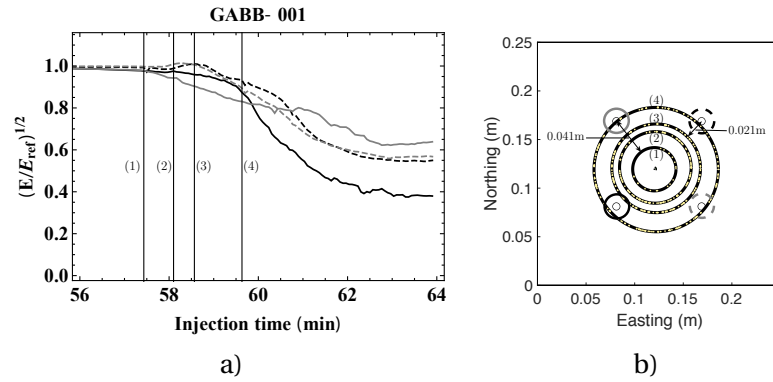 GABB- 001
(E/E_ref)^1/2
1.0
0.8
0.6
0.4
0.2
0.0
(1) (2) (3) (4)
56 58 60 62 64
Injection time (min)
a)
Northing (m)
0.25
0.2
0.15
0.1
0.05
0
(4)
(3)
(2)
(1)
0.041m
0.021m
0 0.05 0.1 0.15 0.2
Easting (m)
b)